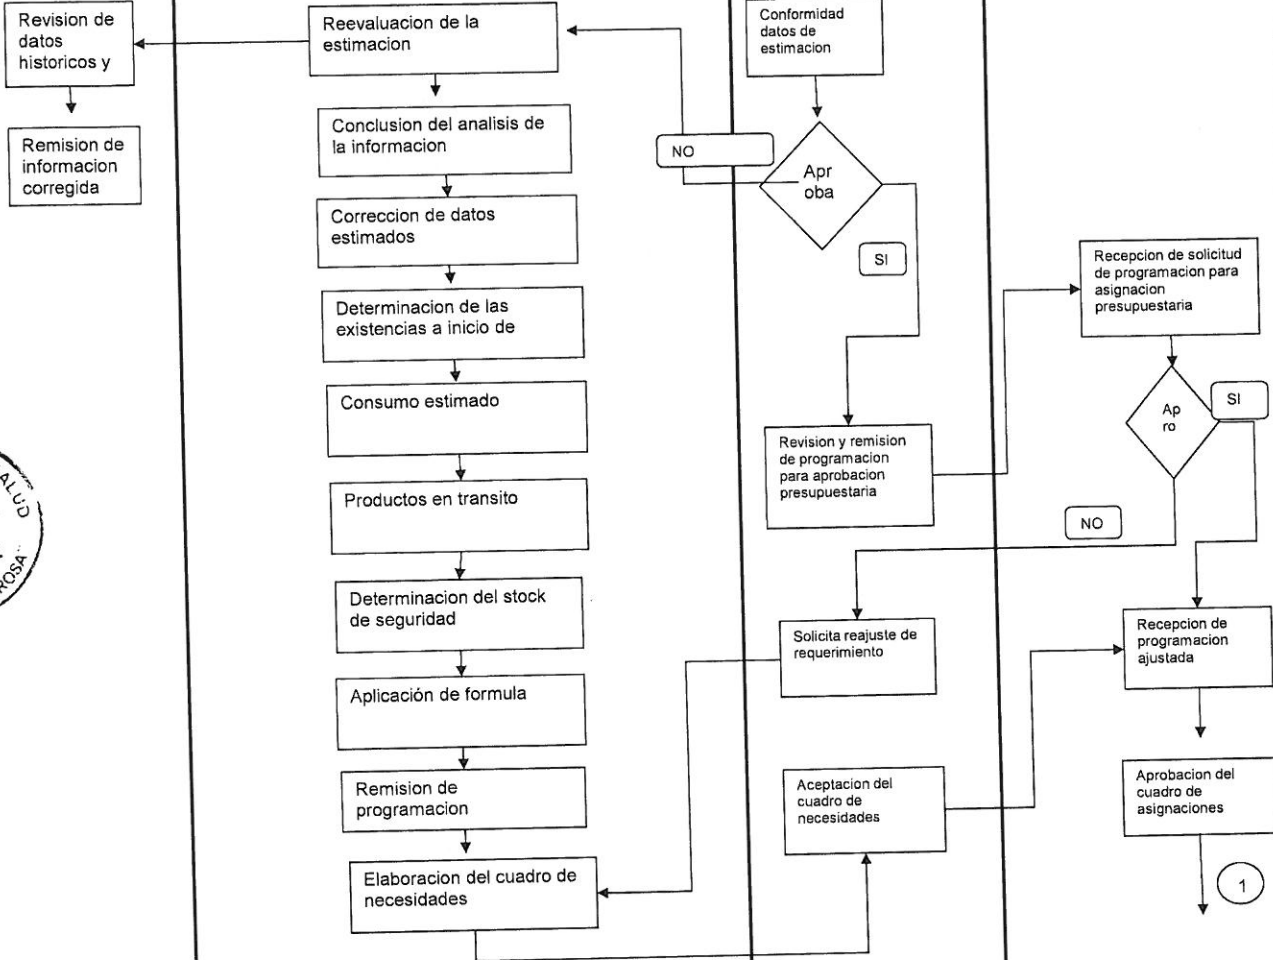 Revision de
datos
historicos y
Remision de
informacion
corregida
Reevaluacion de la
estimacion
Conclusion del analisis de
la informacion
Correccion de datos
estimados
Determinacion de las
existencias a inicio de
Consumo estimado
Productos en transito
Determinacion del stock
de seguridad
Aplicación de formula
Remision de
programacion
Elaboracion del cuadro de
necesidades
Conformidad
datos de
estimacion
NO
Apr
oba
SI
Revision y remision
de programacion
para aprobacion
presupuestaria
Solicita reajuste de
requerimiento
Aceptacion del
cuadro de
necesidades
Recepcion de solicitud
de programacion para
asignacion
presupuestaria
Ap
ro
SI
NO
Recepcion de
programacion
ajustada
Aprobacion del
cuadro de
asignaciones
1
ALUD
ROSA